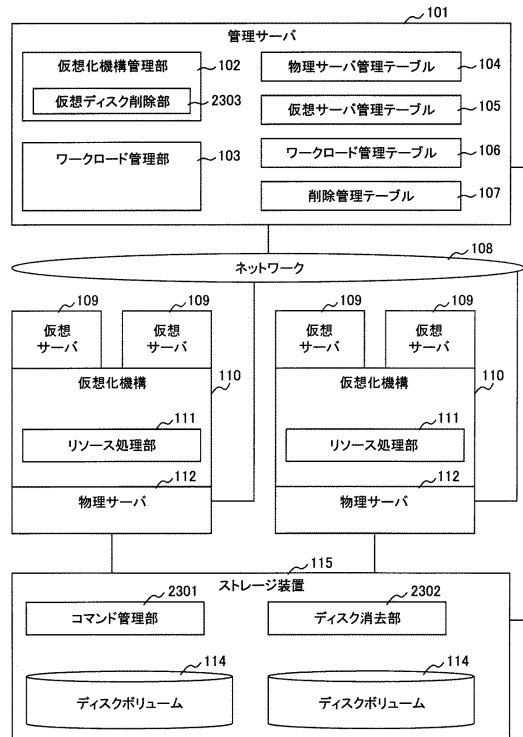 101
管理サーバ
仮想化機構管理部
102
仮想ディスク削除部
2303
ワークロード管理部
103
物理サーバ管理テーブル
104
仮想サーバ管理テーブル
105
ワークロード管理テーブル
106
削除管理テーブル
107
108
ネットワーク
109
仮想
サーバ
109
仮想
サーバ
仮想化機構
110
111
リソース処理部
112
物理サーバ
109
仮想
サーバ
109
仮想
サーバ
仮想化機構
110
111
リソース処理部
112
物理サーバ
115
ストレージ装置
2301
コマンド管理部
2302
ディスク消去部
114
ディスクボリューム
114
ディスクボリューム